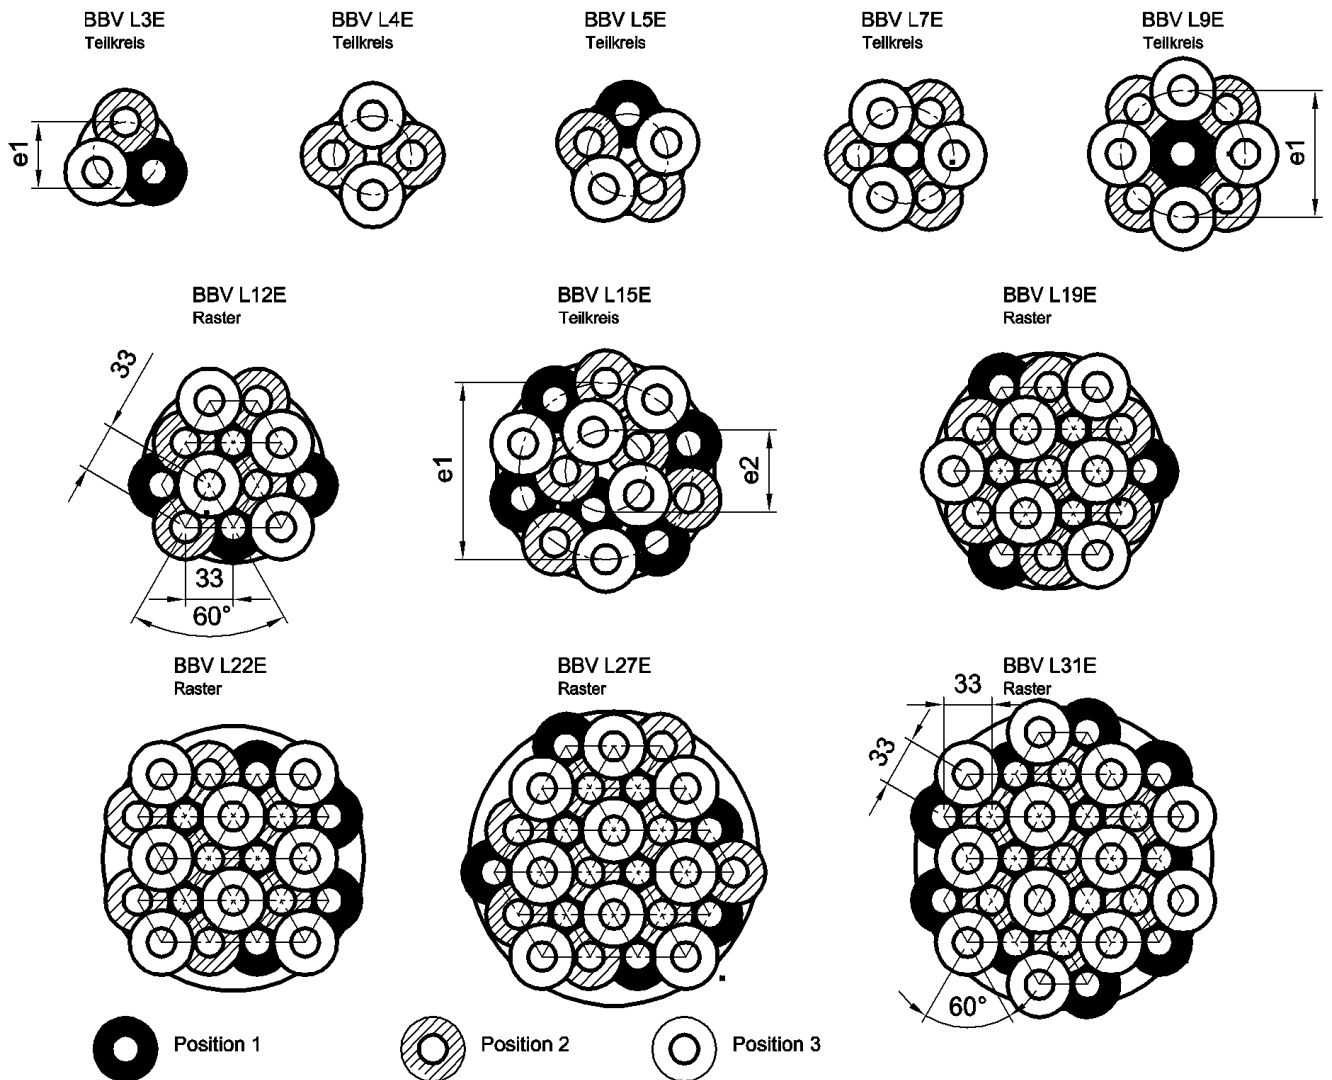 BBV L3E
Teilkreis
BBV L4E
Teilkreis
BBV L5E
Teilkreis
BBV L7E
Teilkreis
BBV L9E
Teilkreis
e1
e1
BBV L12E
Raster
BBV L15E
Teilkreis
BBV L19E
Raster
33
33
60°
e1
e2
BBV L22E
Raster
BBV L27E
Raster
BBV L31E
Raster
33
33
60°
Position 1
Position 2
Position 3